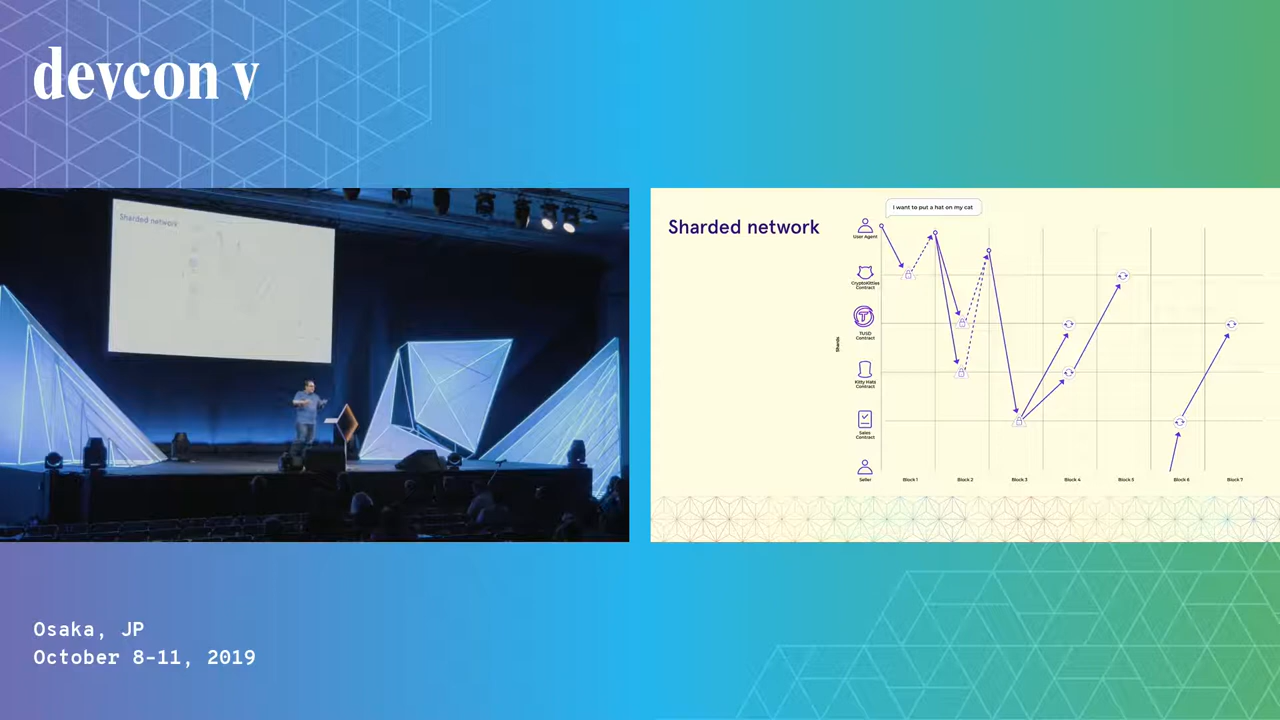 devcon v
Sharded network
Sharded network
I want to put a hat on my cat
User Agent
CryptoKitties
Contract
TUSD
Contract
Shards
Kitty Hats
Contract
Sales
Contract
Seller
Block 1
Block 2
Block 3
Block 4
Block 5
Block 6
Block 7
Osaka, JP
October 8-11, 2019